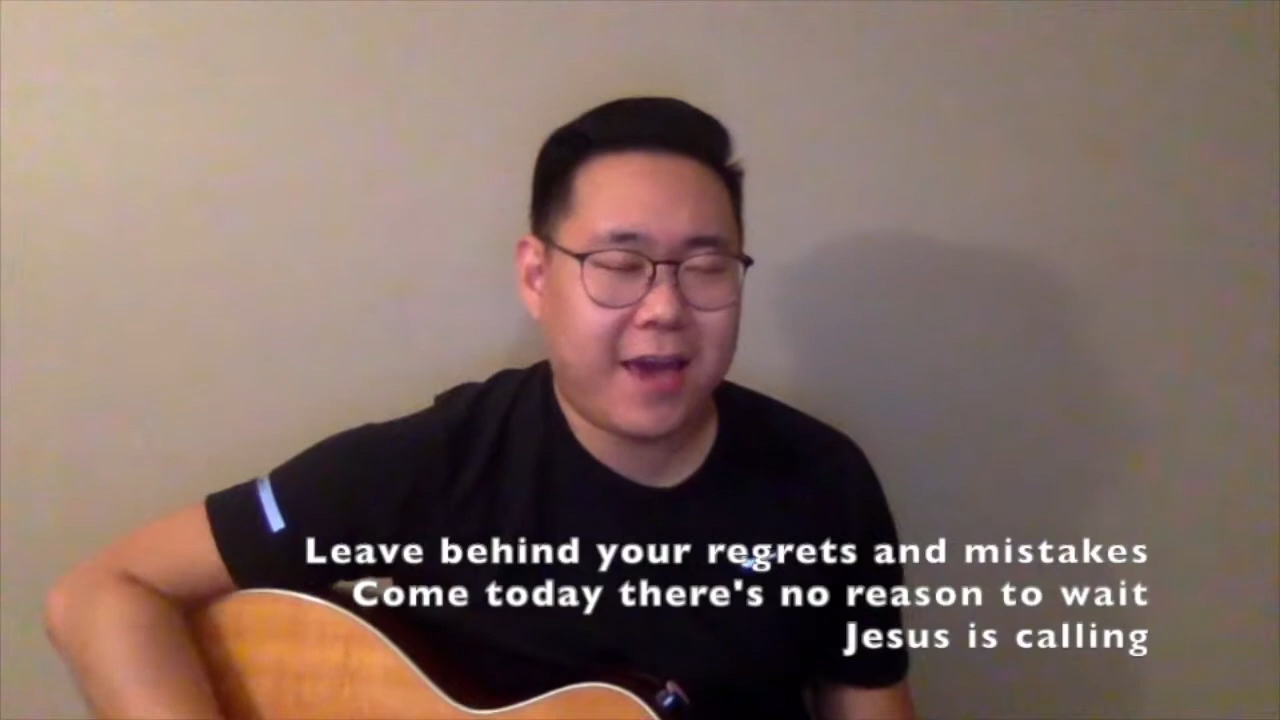 Leave behind your regrets and mistakes
Come today there's no reason to wait
Jesus is calling